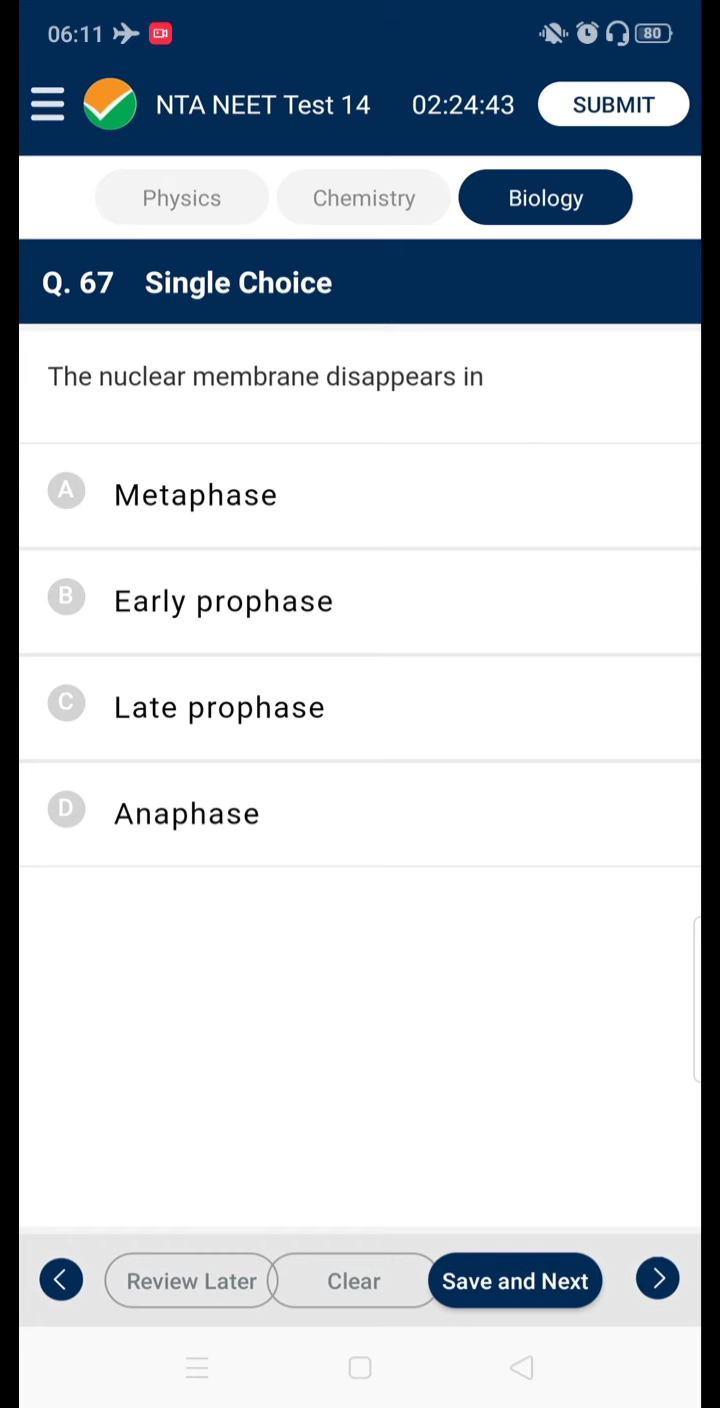 06:11 80
NTA NEET Test 14 02:24:43 SUBMIT
Physics Chemistry Biology
Q. 67 Single Choice
The nuclear membrane disappears in
A Metaphase
B Early prophase
C Late prophase
D Anaphase
Review Later Clear Save and Next